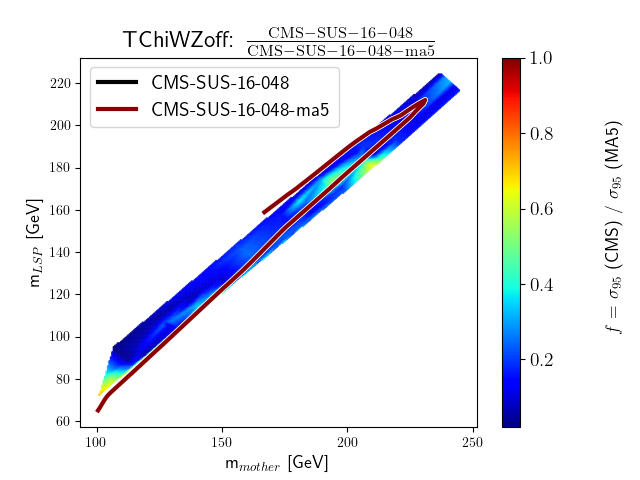 TChiWZoff: CMS−SUS−16−048
CMS−SUS−16−048−ma5
CMS-SUS-16-048
CMS-SUS-16-048-ma5
220
200
180
160
140
120
100
80
60
m_LSP [GeV]
100
150
200
250
m_mother [GeV]
1.0
0.8
0.6
0.4
0.2
f = σ_95 (CMS) / σ_95 (MA5)